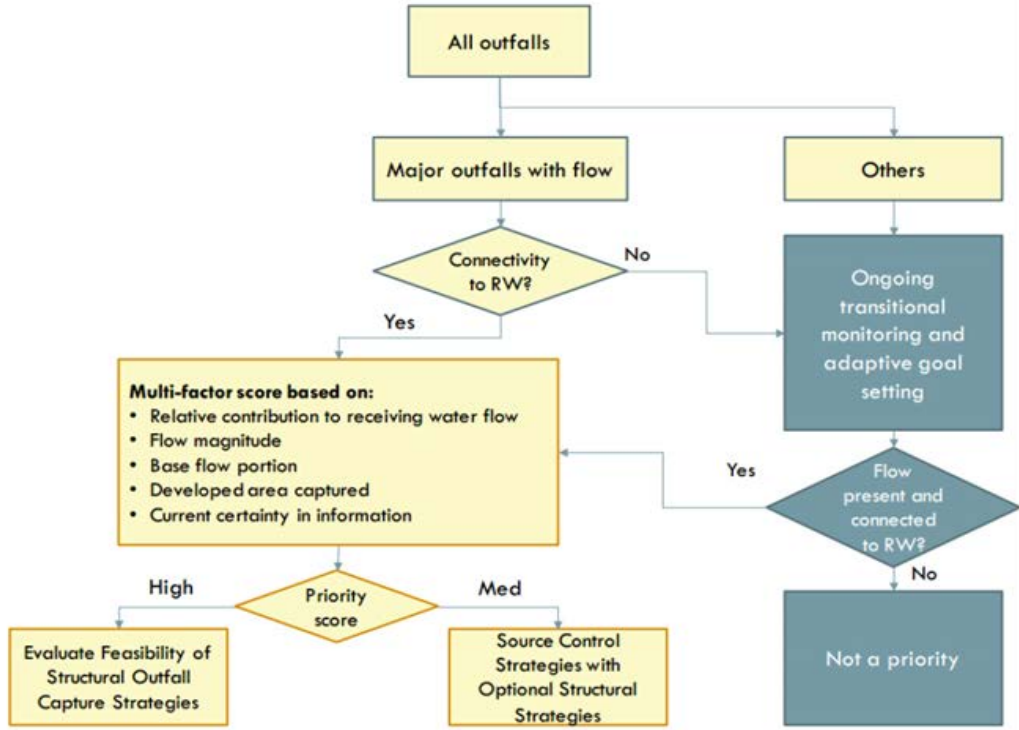 All outfalls
Major outfalls with flow
Others
Connectivity
to RW?
No
Ongoing
transitional
monitoring and
adaptive goal
setting
Yes
Multi-factor score based on:
• Relative contribution to receiving water flow
• Flow magnitude
• Base flow portion
• Developed area captured
• Current certainty in information
Yes
Flow
present and
connected
to RW?
No
High
Priority
score
Med
Evaluate Feasibility of
Structural Outfall
Capture Strategies
Source Control
Strategies with
Optional Structural
Strategies
Not a priority